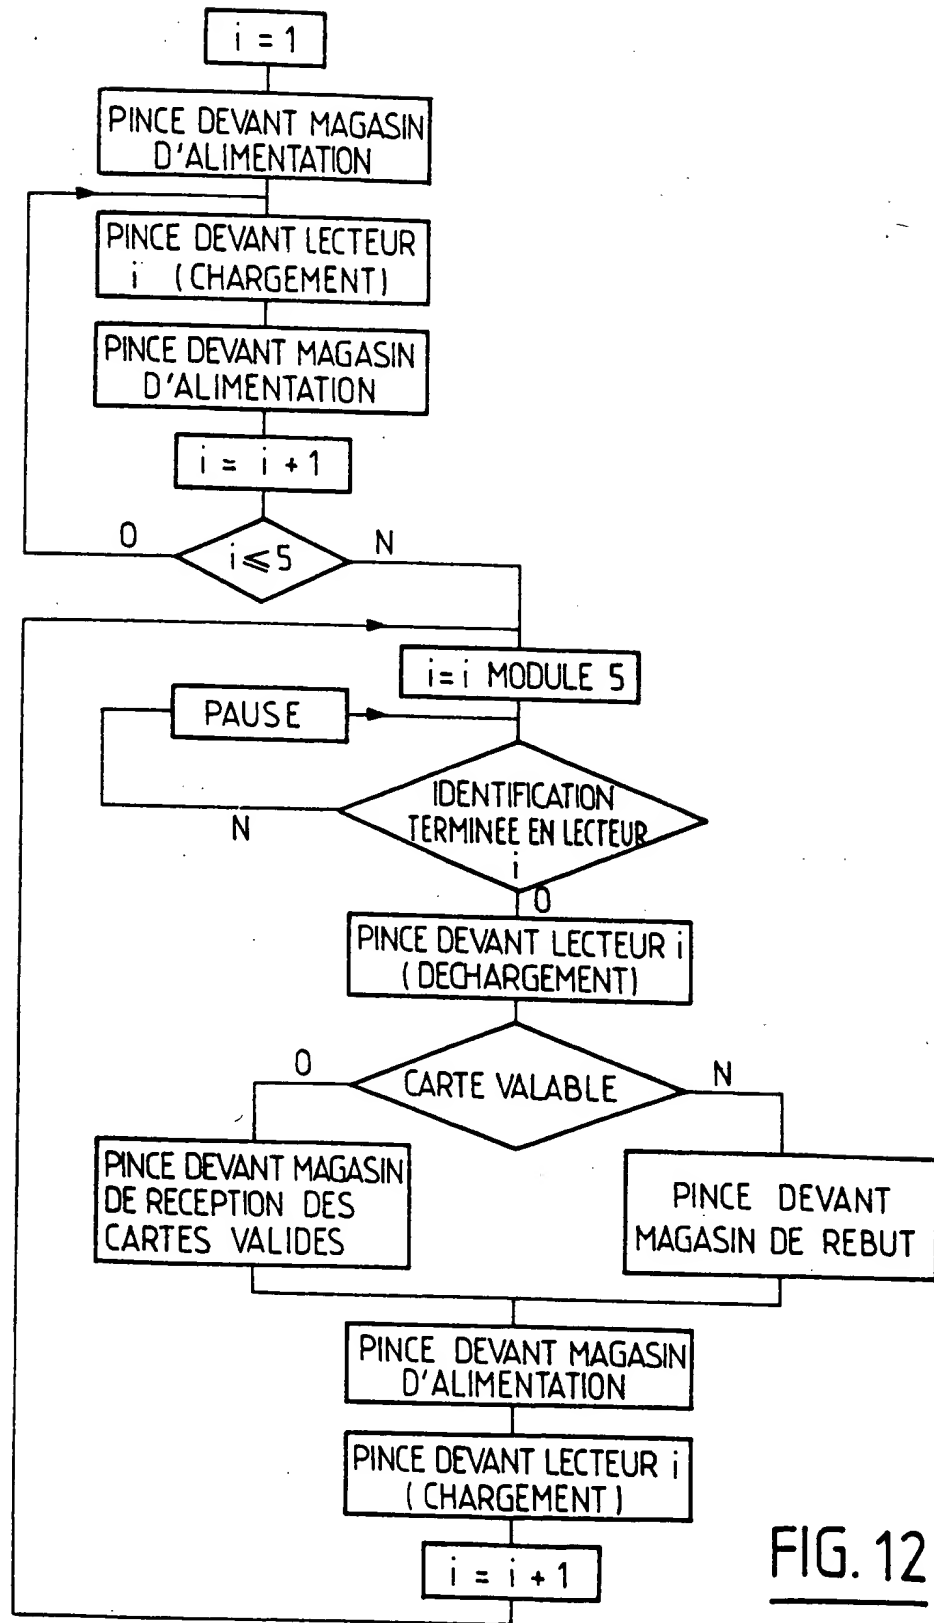 i = 1
PINCE DEVANT MAGASIN
D'ALIMENTATION
PINCE DEVANT LECTEUR
i (CHARGEMENT)
PINCE DEVANT MAGASIN
D'ALIMENTATION
i = i + 1
O
i ≤ 5
N
i = i MODULE 5
PAUSE
IDENTIFICATION
TERMINEE EN LECTEUR
i
N
O
PINCE DEVANT LECTEUR i
(DECHARGEMENT)
O
CARTE VALABLE
N
PINCE DEVANT MAGASIN
DE RECEPTION DES
CARTES VALIDES
PINCE DEVANT
MAGASIN DE REBUT
PINCE DEVANT MAGASIN
D'ALIMENTATION
PINCE DEVANT LECTEUR i
(CHARGEMENT)
i = i + 1
FIG. 12